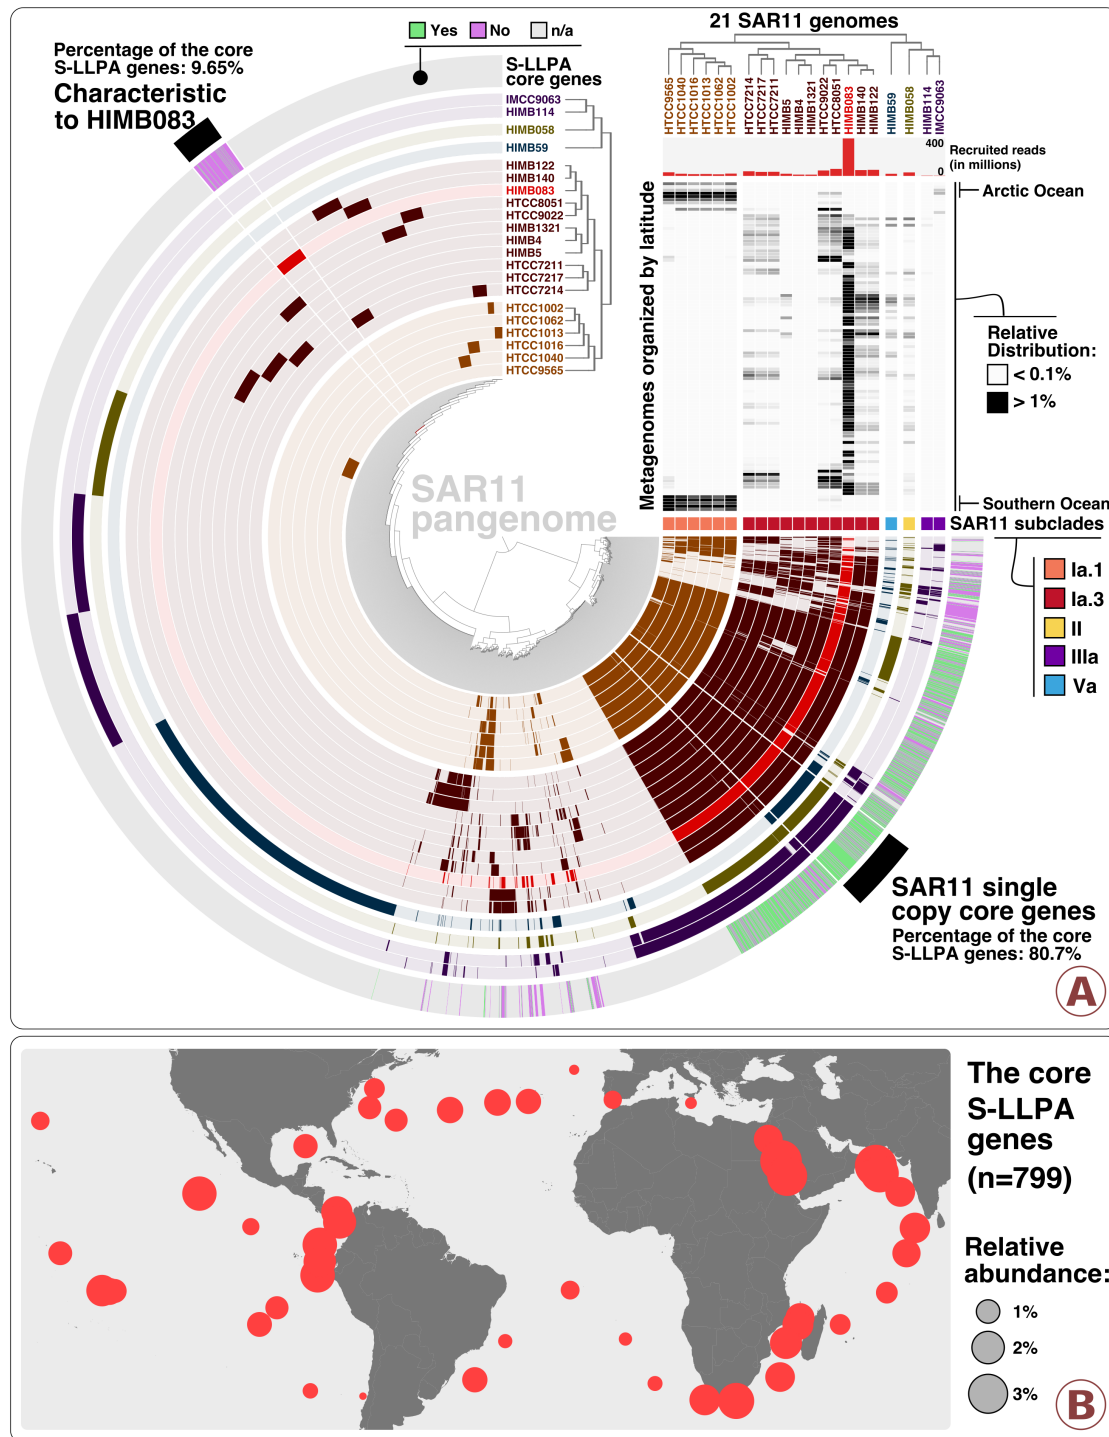 Yes
No
n/a
Percentage of the core
S-LLPA genes: 9.65%
Characteristic
to HIMB083
S-LLPA
core genes
IMCC9063
HIMB114
HIMB058
HIMB59
HIMB122
HIMB140
HIMB083
HTCC8051
HTCC9022
HIMB1321
HIMB4
HIMB5
HTCC7211
HTCC7217
HTCC7214
HTCC1002
HTCC1062
HTCC1013
HTCC1016
HTCC1040
HTCC9565
SAR11
pangenome
21 SAR11 genomes
HTCC9565
HTCC1040
HTCC1016
HTCC1013
HTCC1062
HTCC1002
HTCC7214
HTCC7217
HTCC7211
HIMB5
HIMB4
HIMB1321
HTCC9022
HTCC8051
HIMB083
HIMB140
HIMB122
HIMB59
HIMB058
HIMB114
IMCC9063
400
0
Recruited reads
(in millions)
Metagenomes organized by latitude
Arctic Ocean
Relative
Distribution:
< 0.1%
> 1%
Southern Ocean
SAR11 subclades
Ia.1
Ia.3
II
IIIa
Va
SAR11 single
copy core genes
Percentage of the core
S-LLPA genes: 80.7%
A
The core
S-LLPA
genes
(n=799)
Relative
abundance:
1%
2%
3%
B